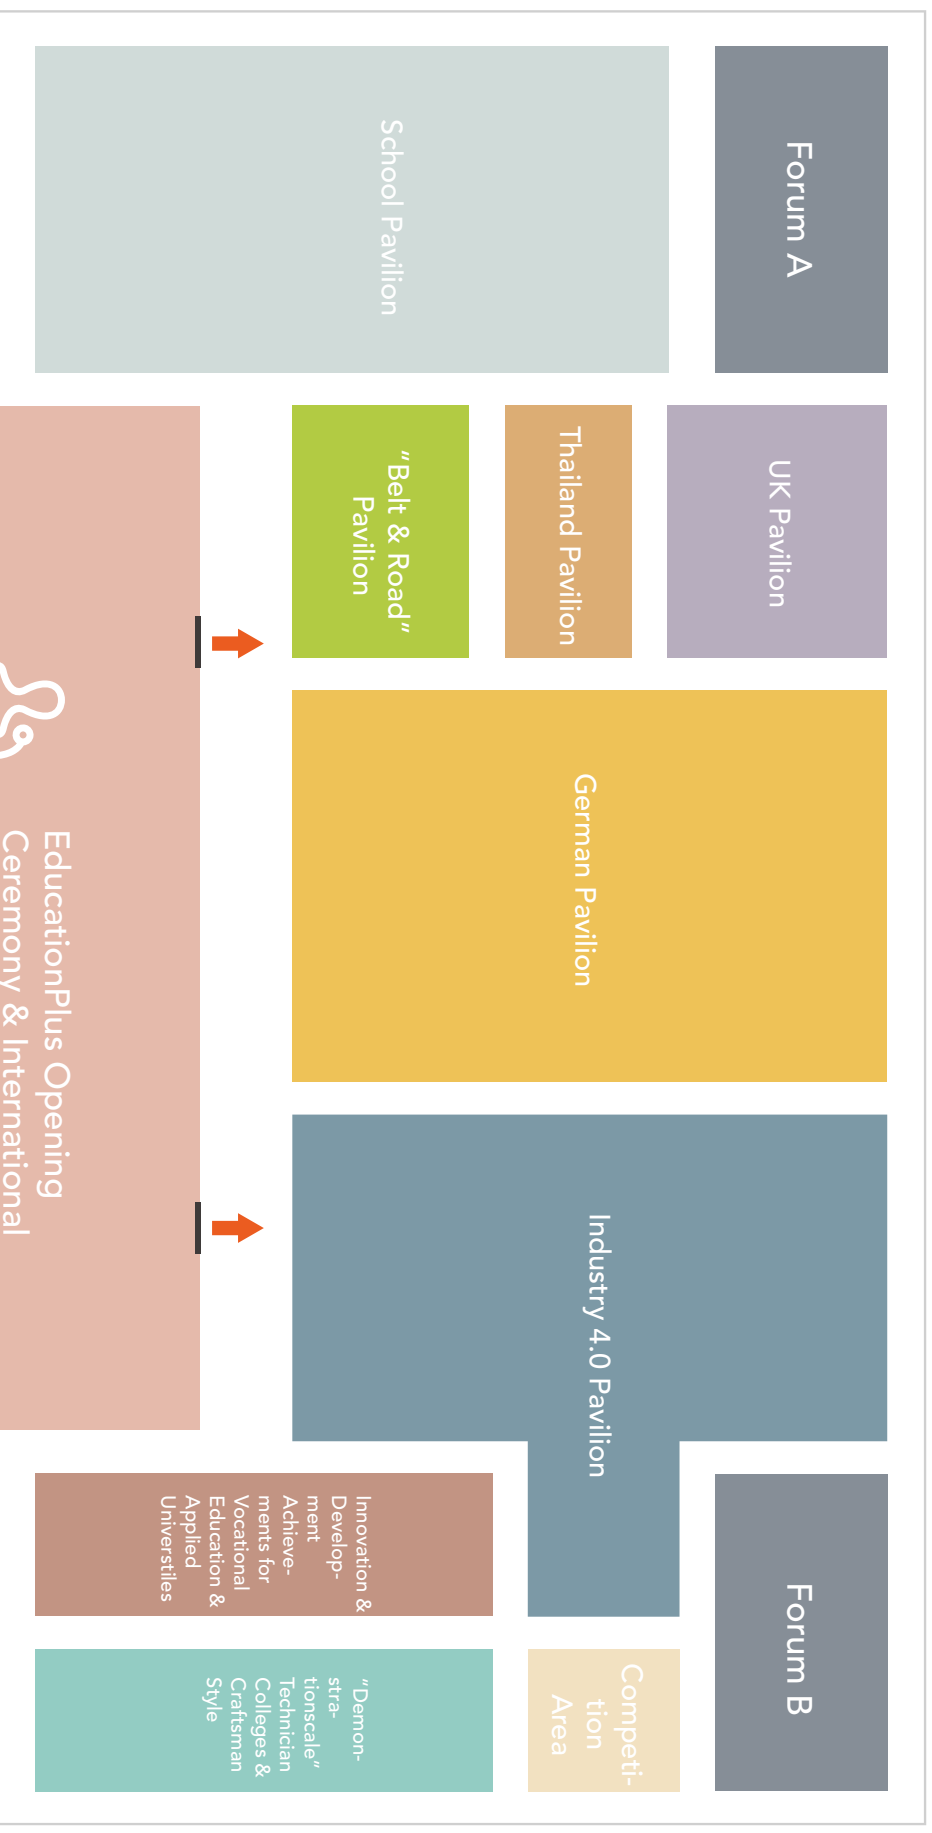 Forum A
School Pavilion
UK Pavilion
Thailand Pavilion
“Belt & Road”
Pavilion
German Pavilion
EducationPlus Opening
Ceremony & International
Industry 4.0 Pavilion
Forum B
Innovation &
Develop-
ment
Achieve-
ments for
Vocational
Education &
Applied
Universtiles
Competi-
tion
Area
“Demon-
stra-
tionscale”
Technician
Colleges &
Craftsman
Style